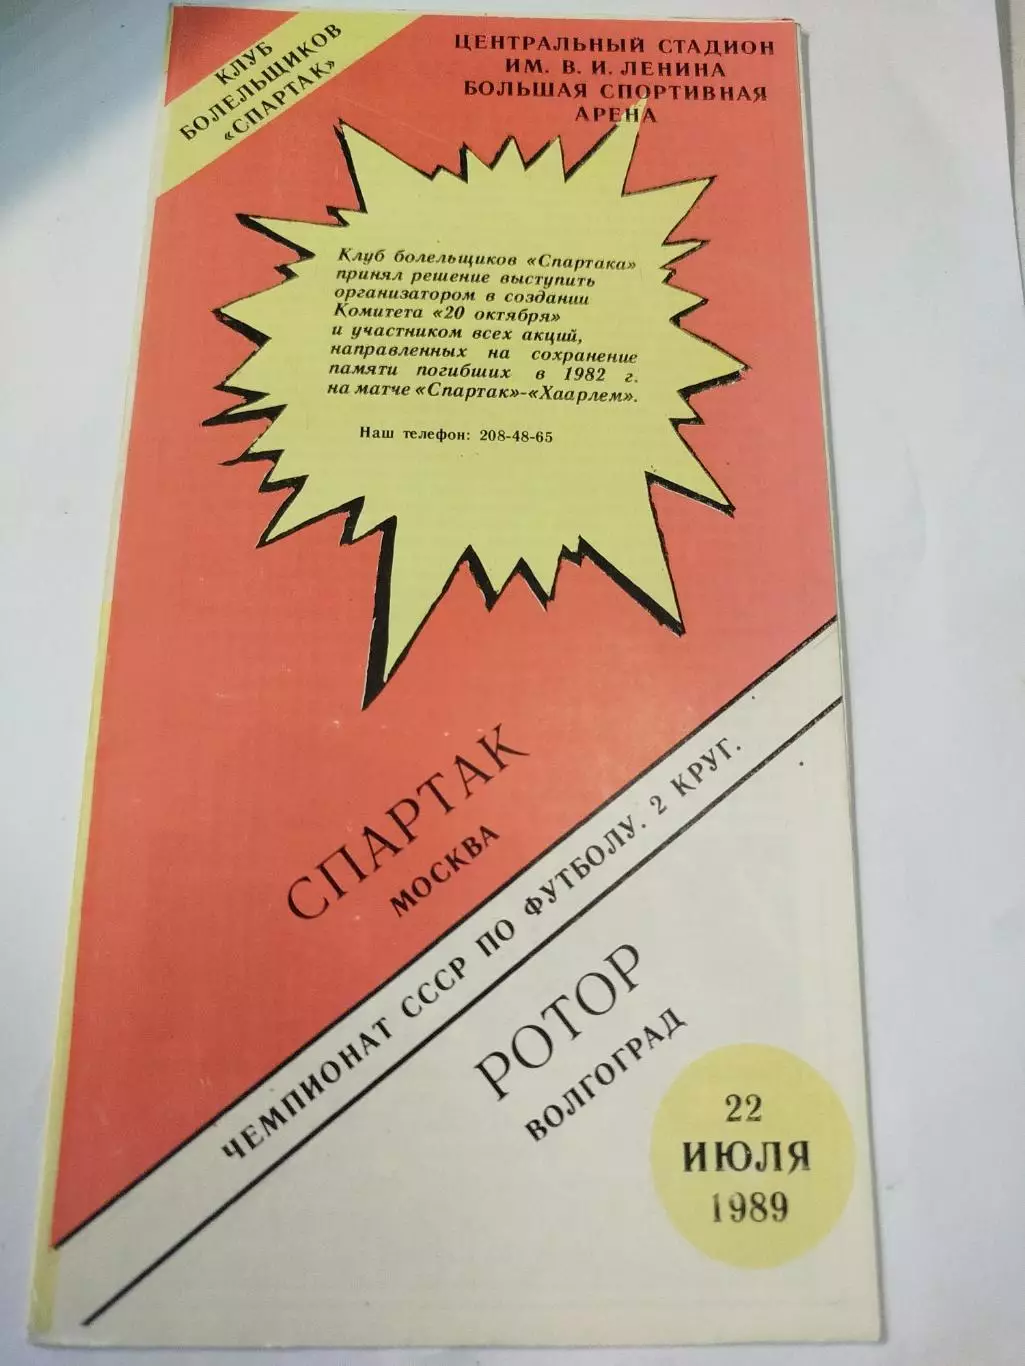 КЛУБ
БОЛЕЛЬЩИКОВ
«СПАРТАК»
ЦЕНТРАЛЬНЫЙ СТАДИОН
ИМ. В. И. ЛЕНИНА
БОЛЬШАЯ СПОРТИВНАЯ
АРЕНА
Клуб болельщиков «Спартака»
принял решение выступить
организатором в создании
Комитета «20 октября»
и участником всех акций,
направленных на сохранение
памяти погибших в 1982 г.
на матче «Спартак»-«Хаарлем».
Наш телефон: 208-48-65
СПАРТАК
МОСКВА
ЧЕМПИОНАТ СССР ПО ФУТБОЛУ. 2 КРУГ.
РОТОР
ВОЛГОГРАД
22
ИЮЛЯ
1989